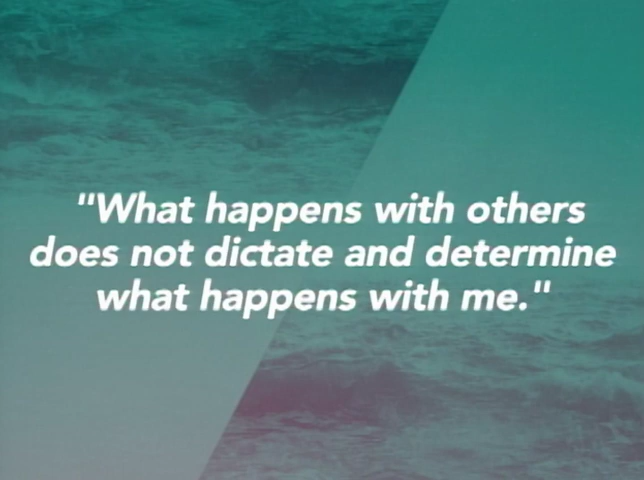 "What happens with others
does not dictate and determine
what happens with me."